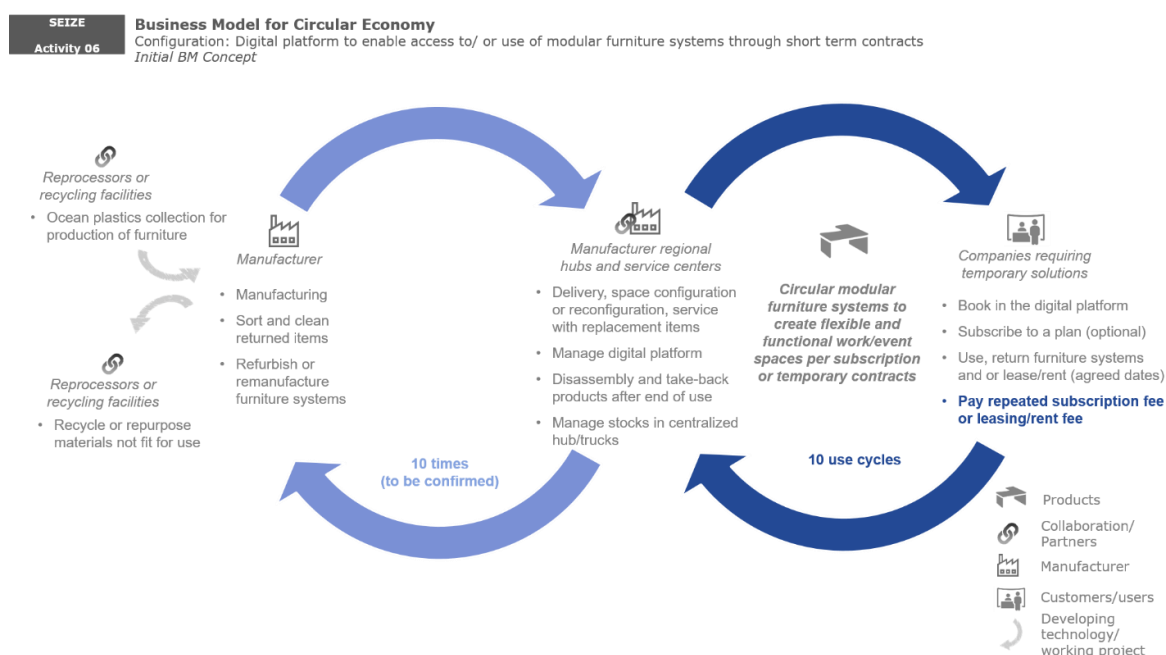 SEIZE
Activity 06
Business Model for Circular Economy
Configuration: Digital platform to enable access to/ or use of modular furniture systems through short term contracts
Initial BM Concept
Reprocessors or
recycling facilities
• Ocean plastics collection for
production of furniture
Reprocessors or
recycling facilities
• Recycle or repurpose
materials not fit for use
Manufacturer
• Manufacturing
• Sort and clean
returned items
• Refurbish or
remanufacture
furniture systems
10 times
(to be confirmed)
Manufacturer regional
hubs and service centers
• Delivery, space configuration
or reconfiguration, service
with replacement items
• Manage digital platform
• Disassembly and take-back
products after end of use
• Manage stocks in centralized
hub/trucks
Circular modular
furniture systems to
create flexible and
functional work/event
spaces per subscription
or temporary contracts
10 use cycles
Companies requiring
temporary solutions
• Book in the digital platform
• Subscribe to a plan (optional)
• Use, return furniture systems
and or lease/rent (agreed dates)
• Pay repeated subscription fee
or leasing/rent fee
Products
Collaboration/
Partners
Manufacturer
Customers/users
Developing
technology/
working project